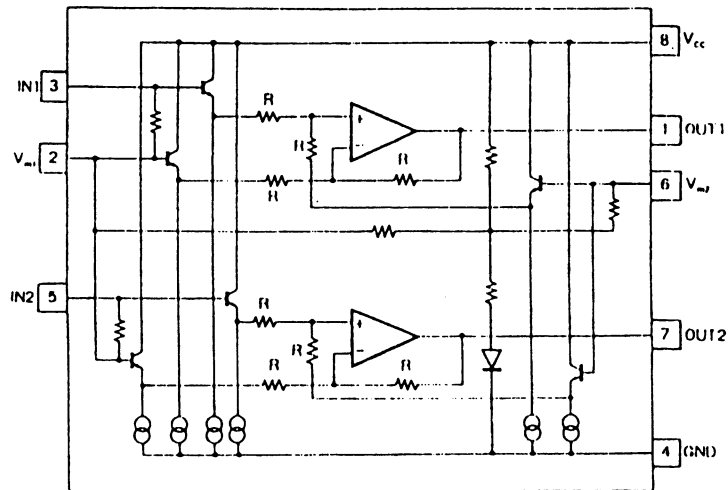 8 Vcc
IN1 3
R
+
1 OUT1
R
Vm1 2
-
R
R
6 Vm2
IN2 5
R
+
7 OUT2
R
-
R
R
4 GND